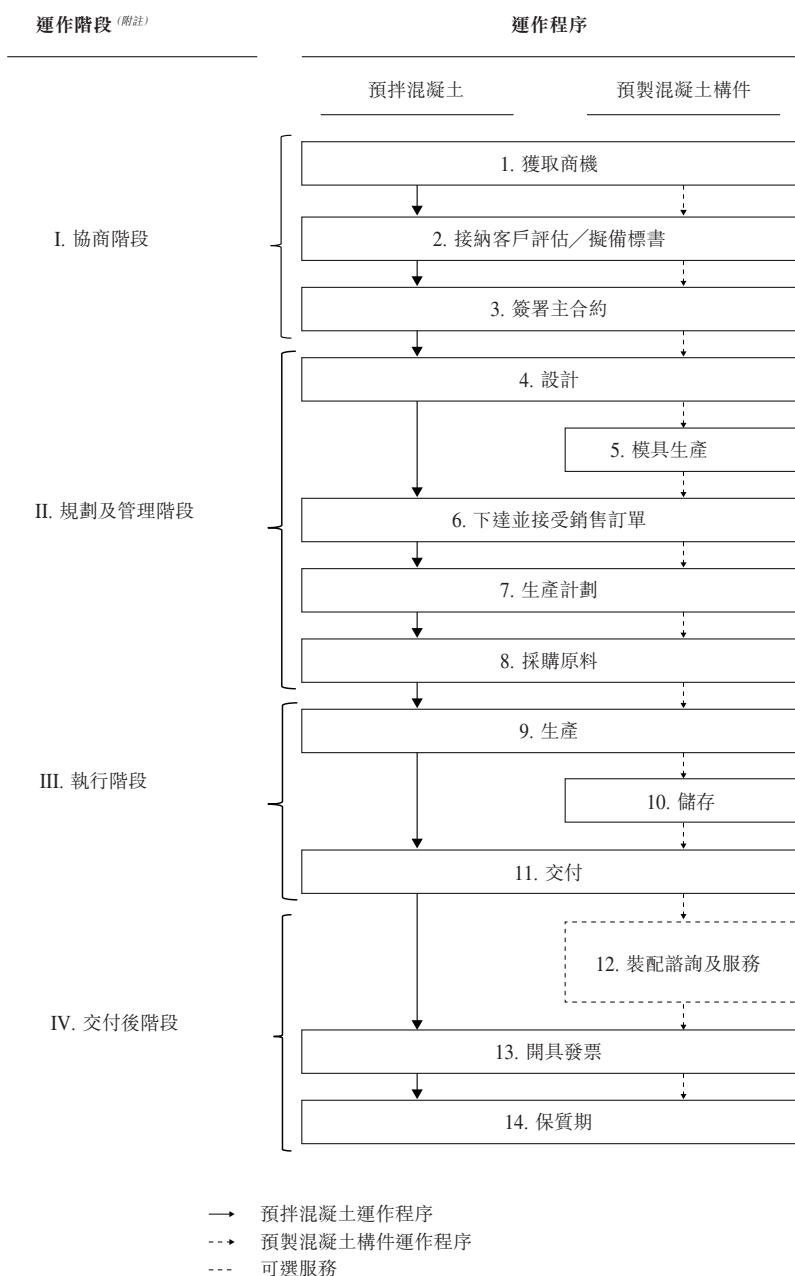 運作階段(附註) 運作程序
預拌混凝土 預製混凝土構件
1. 獲取商機
I. 協商階段
2. 接納客戶評估／擬備標書
3. 簽署主合約
4. 設計
5. 模具生產
II. 規劃及管理階段
6. 下達並接受銷售訂單
7. 生產計劃
8. 採購原料
9. 生產
III. 執行階段
10. 儲存
11. 交付
12. 裝配諮詢及服務
IV. 交付後階段
13. 開具發票
14. 保質期
預拌混凝土運作程序
預製混凝土構件運作程序
可選服務